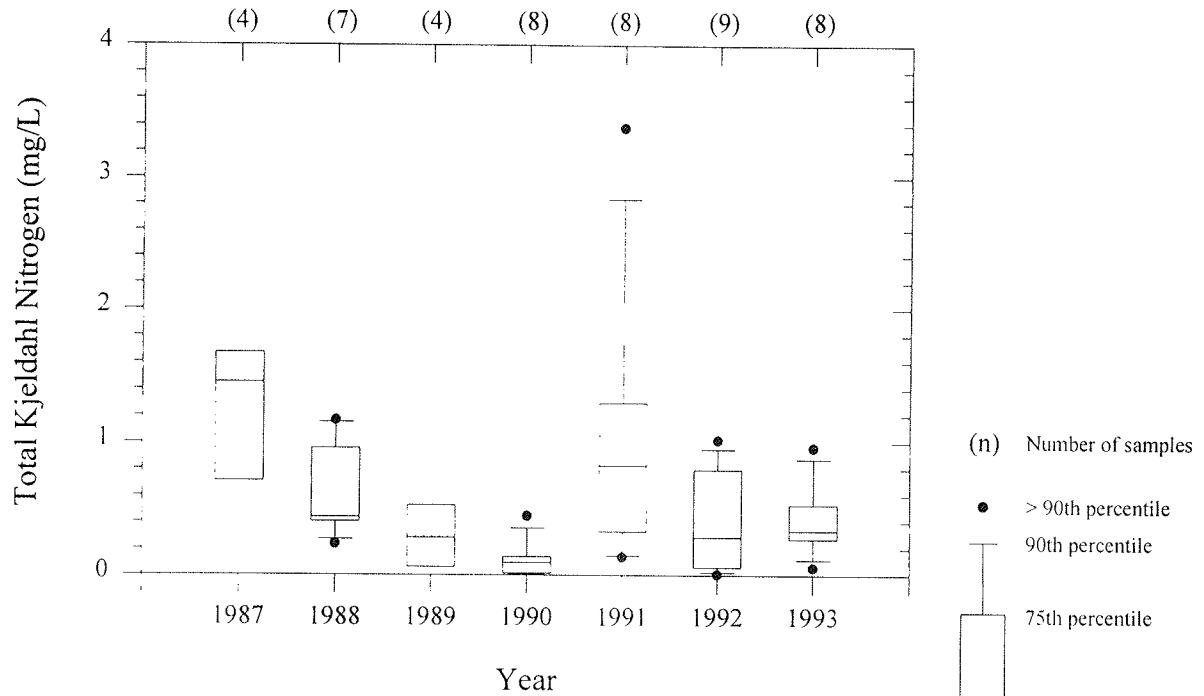 (4) (7) (4) (8) (8) (9) (8)
Total Kjeldahl Nitrogen (mg/L)
4
3
2
1
0
1987 1988 1989 1990 1991 1992 1993
Year
(n) Number of samples
> 90th percentile
90th percentile
75th percentile